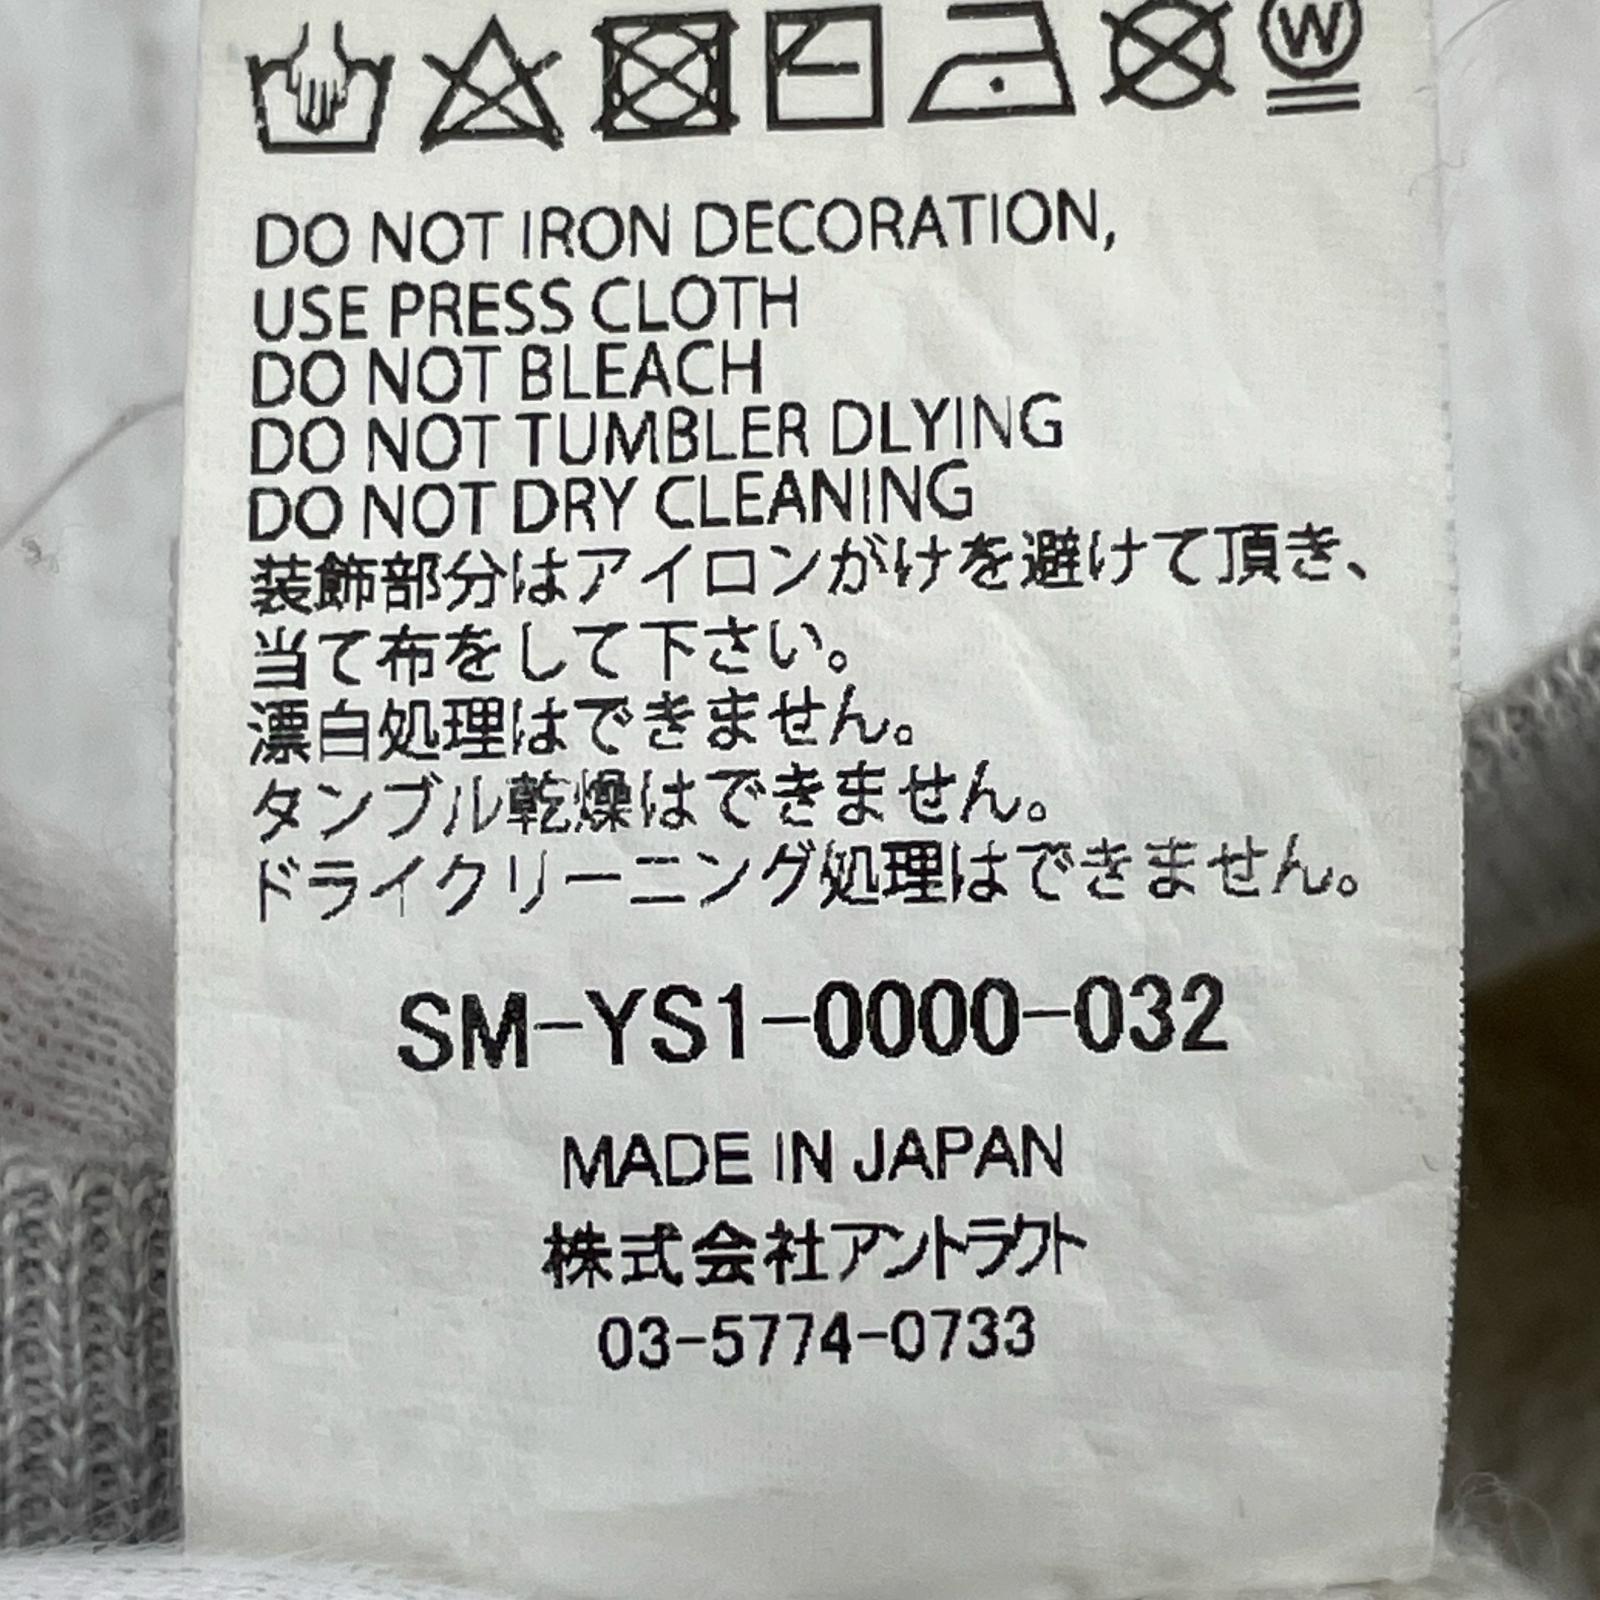 W
DO NOT IRON DECORATION,
USE PRESS CLOTH
DO NOT BLEACH
DO NOT TUMBLER DLYING
DO NOT DRY CLEANING
装飾部分はアイロンがけを避けて頂き、
当て布をして下さい。
漂白処理はできません。
タンブル乾燥はできません。
ドライクリーニング処理はできません。
SM-YS1-0000-032
MADE IN JAPAN
株式会社アントラクト
03-5774-0733